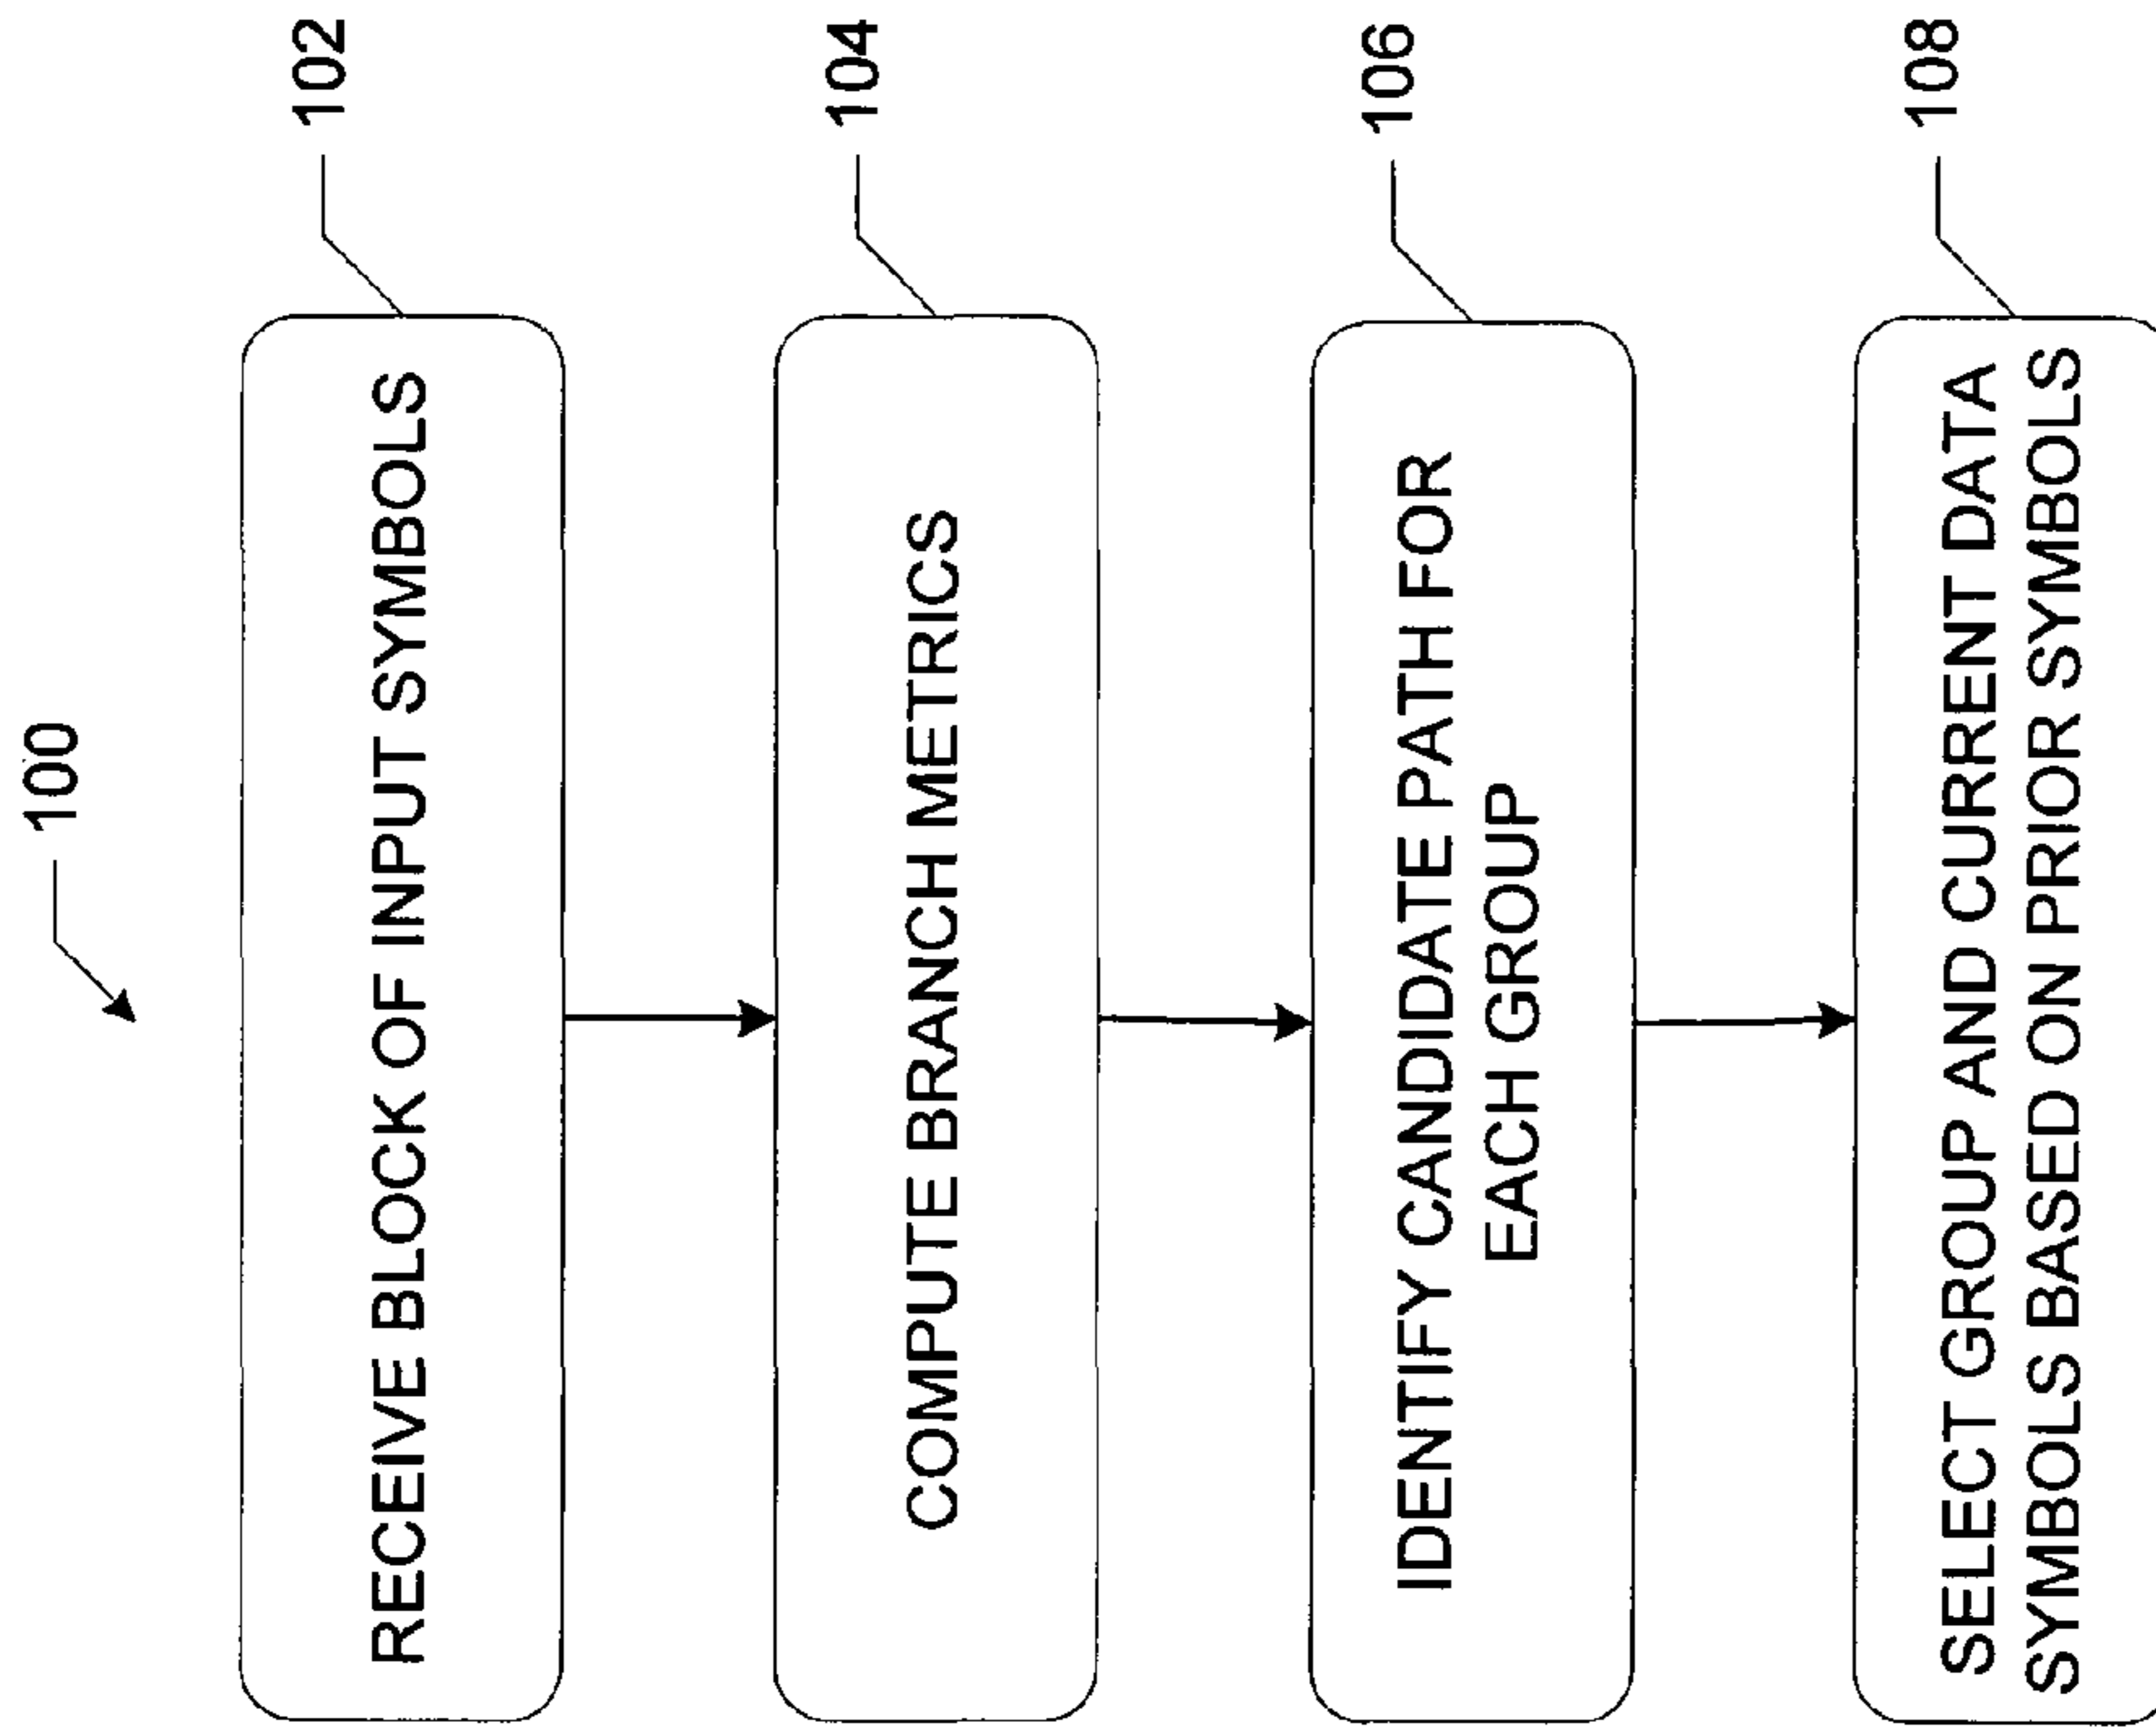 100
RECEIVE BLOCK OF INPUT SYMBOLS
102
COMPUTE BRANCH METRICS
104
IDENTIFY CANDIDATE PATH FOR
EACH GROUP
106
SELECT GROUP AND CURRENT DATA
SYMBOLS BASED ON PRIOR SYMBOLS
108